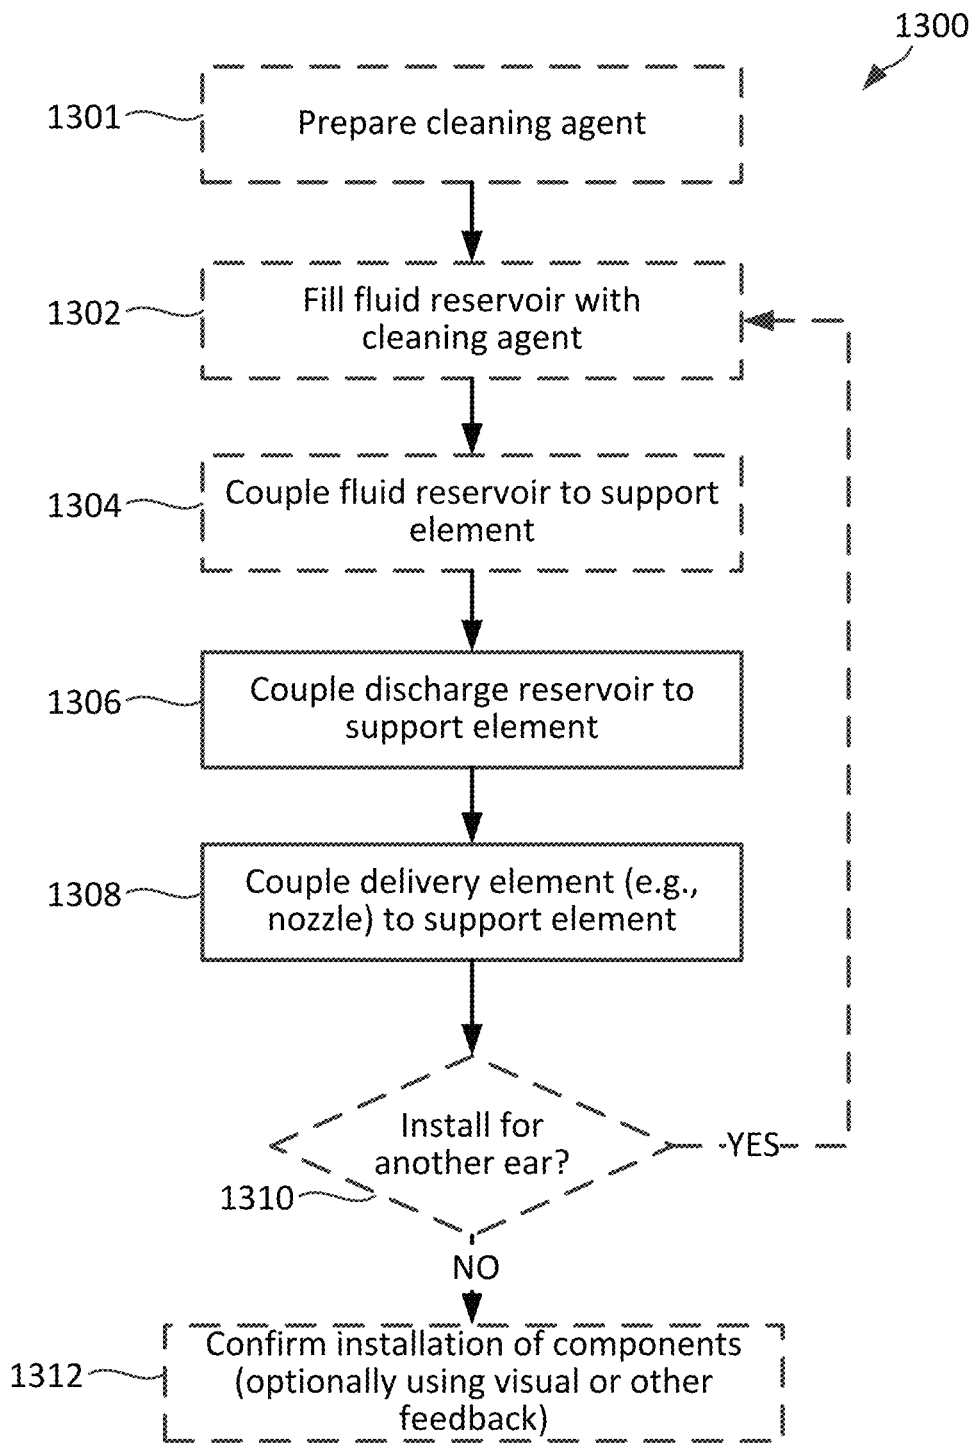 1300
1301
Prepare cleaning agent
1302
Fill fluid reservoir with
cleaning agent
1304
Couple fluid reservoir to support
element
1306
Couple discharge reservoir to
support element
1308
Couple delivery element (e.g.,
nozzle) to support element
Install for
another ear?
YES
1310
NO
1312
Confirm installation of components
(optionally using visual or other
feedback)